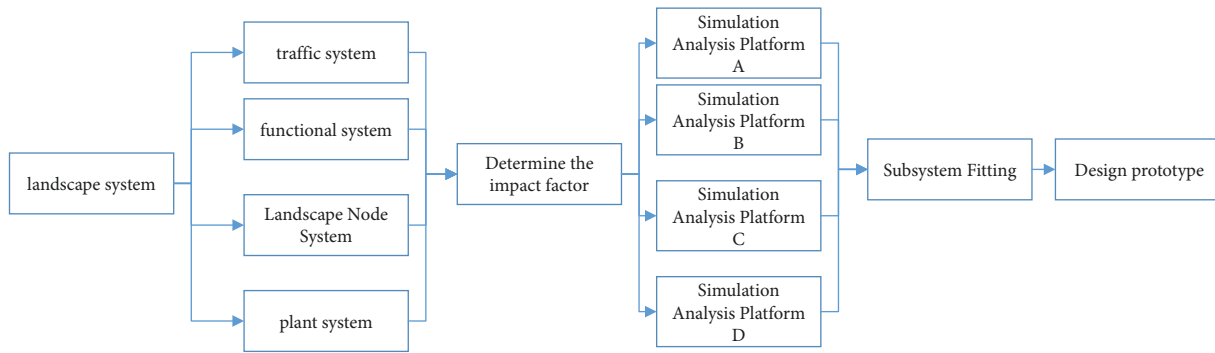 landscape system
traffic system
functional system
Landscape Node
System
plant system
Determine the
impact factor
Simulation
Analysis Platform
A
Simulation
Analysis Platform
B
Simulation
Analysis Platform
C
Simulation
Analysis Platform
D
Subsystem Fitting
Design prototype